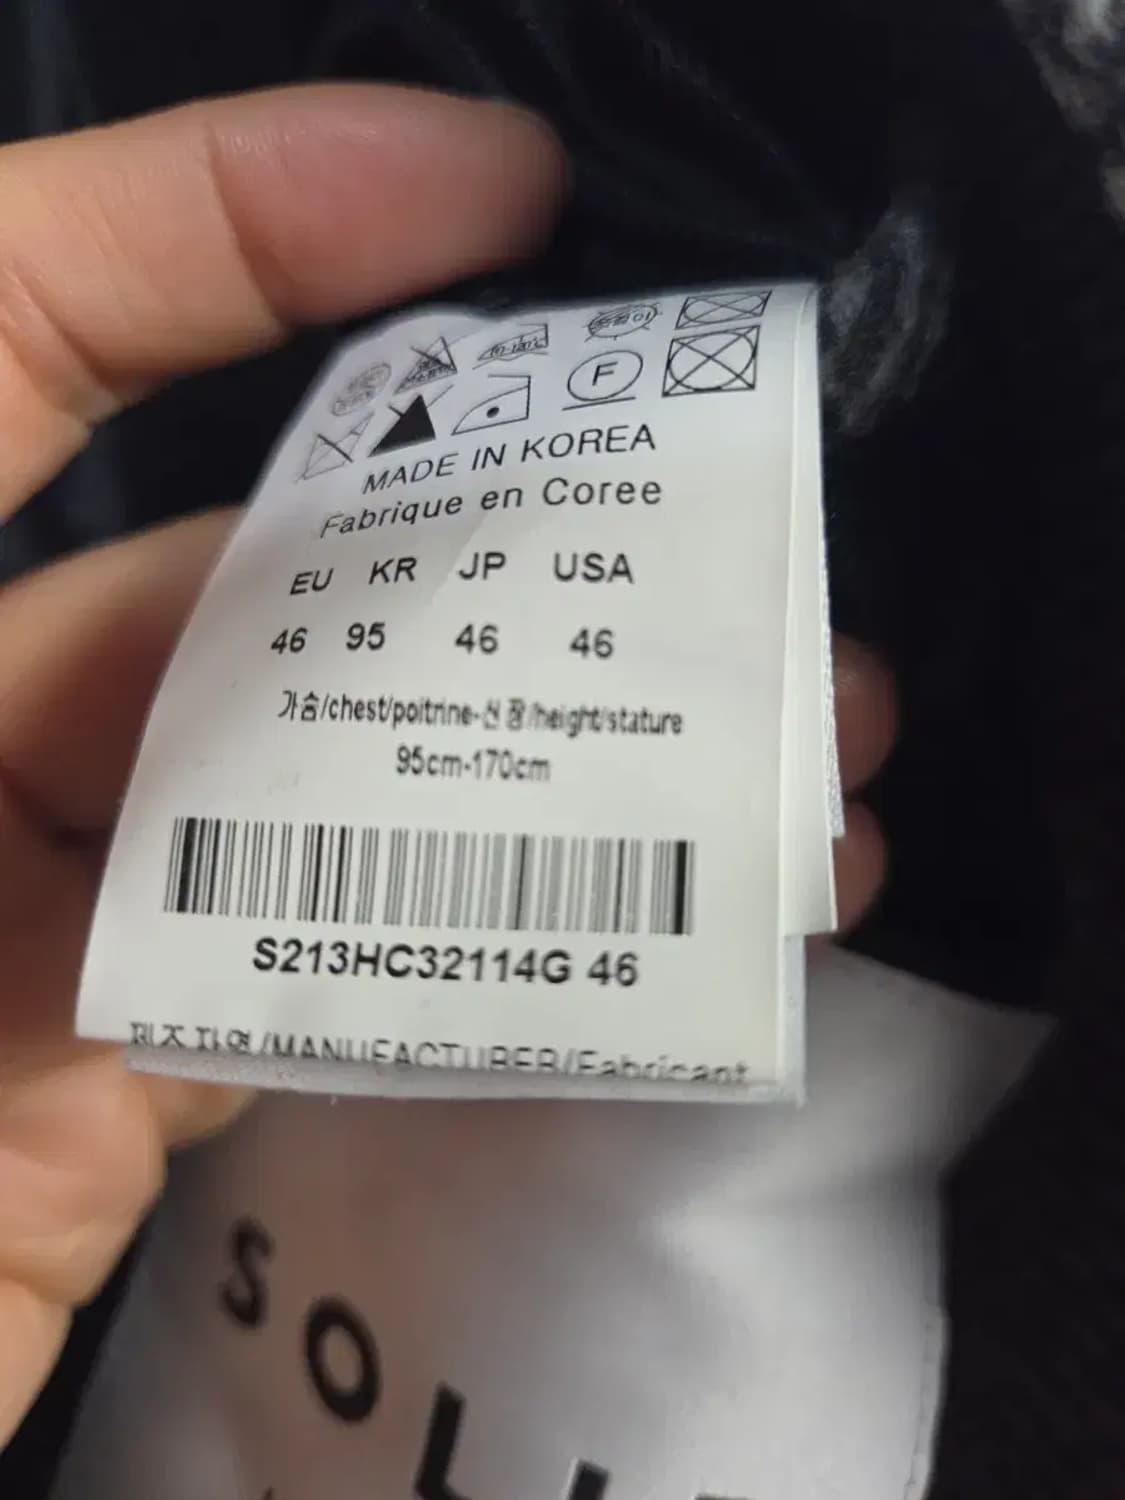 F
MADE IN KOREA
Fabrique en Coree
EU KR JP USA
46 95 46 46
가슴/chest/poitrine-신장/height/stature
95cm-170cm
S213HC32114G 46
제조자명/MANUFACTURER/Fabricant
SOLI